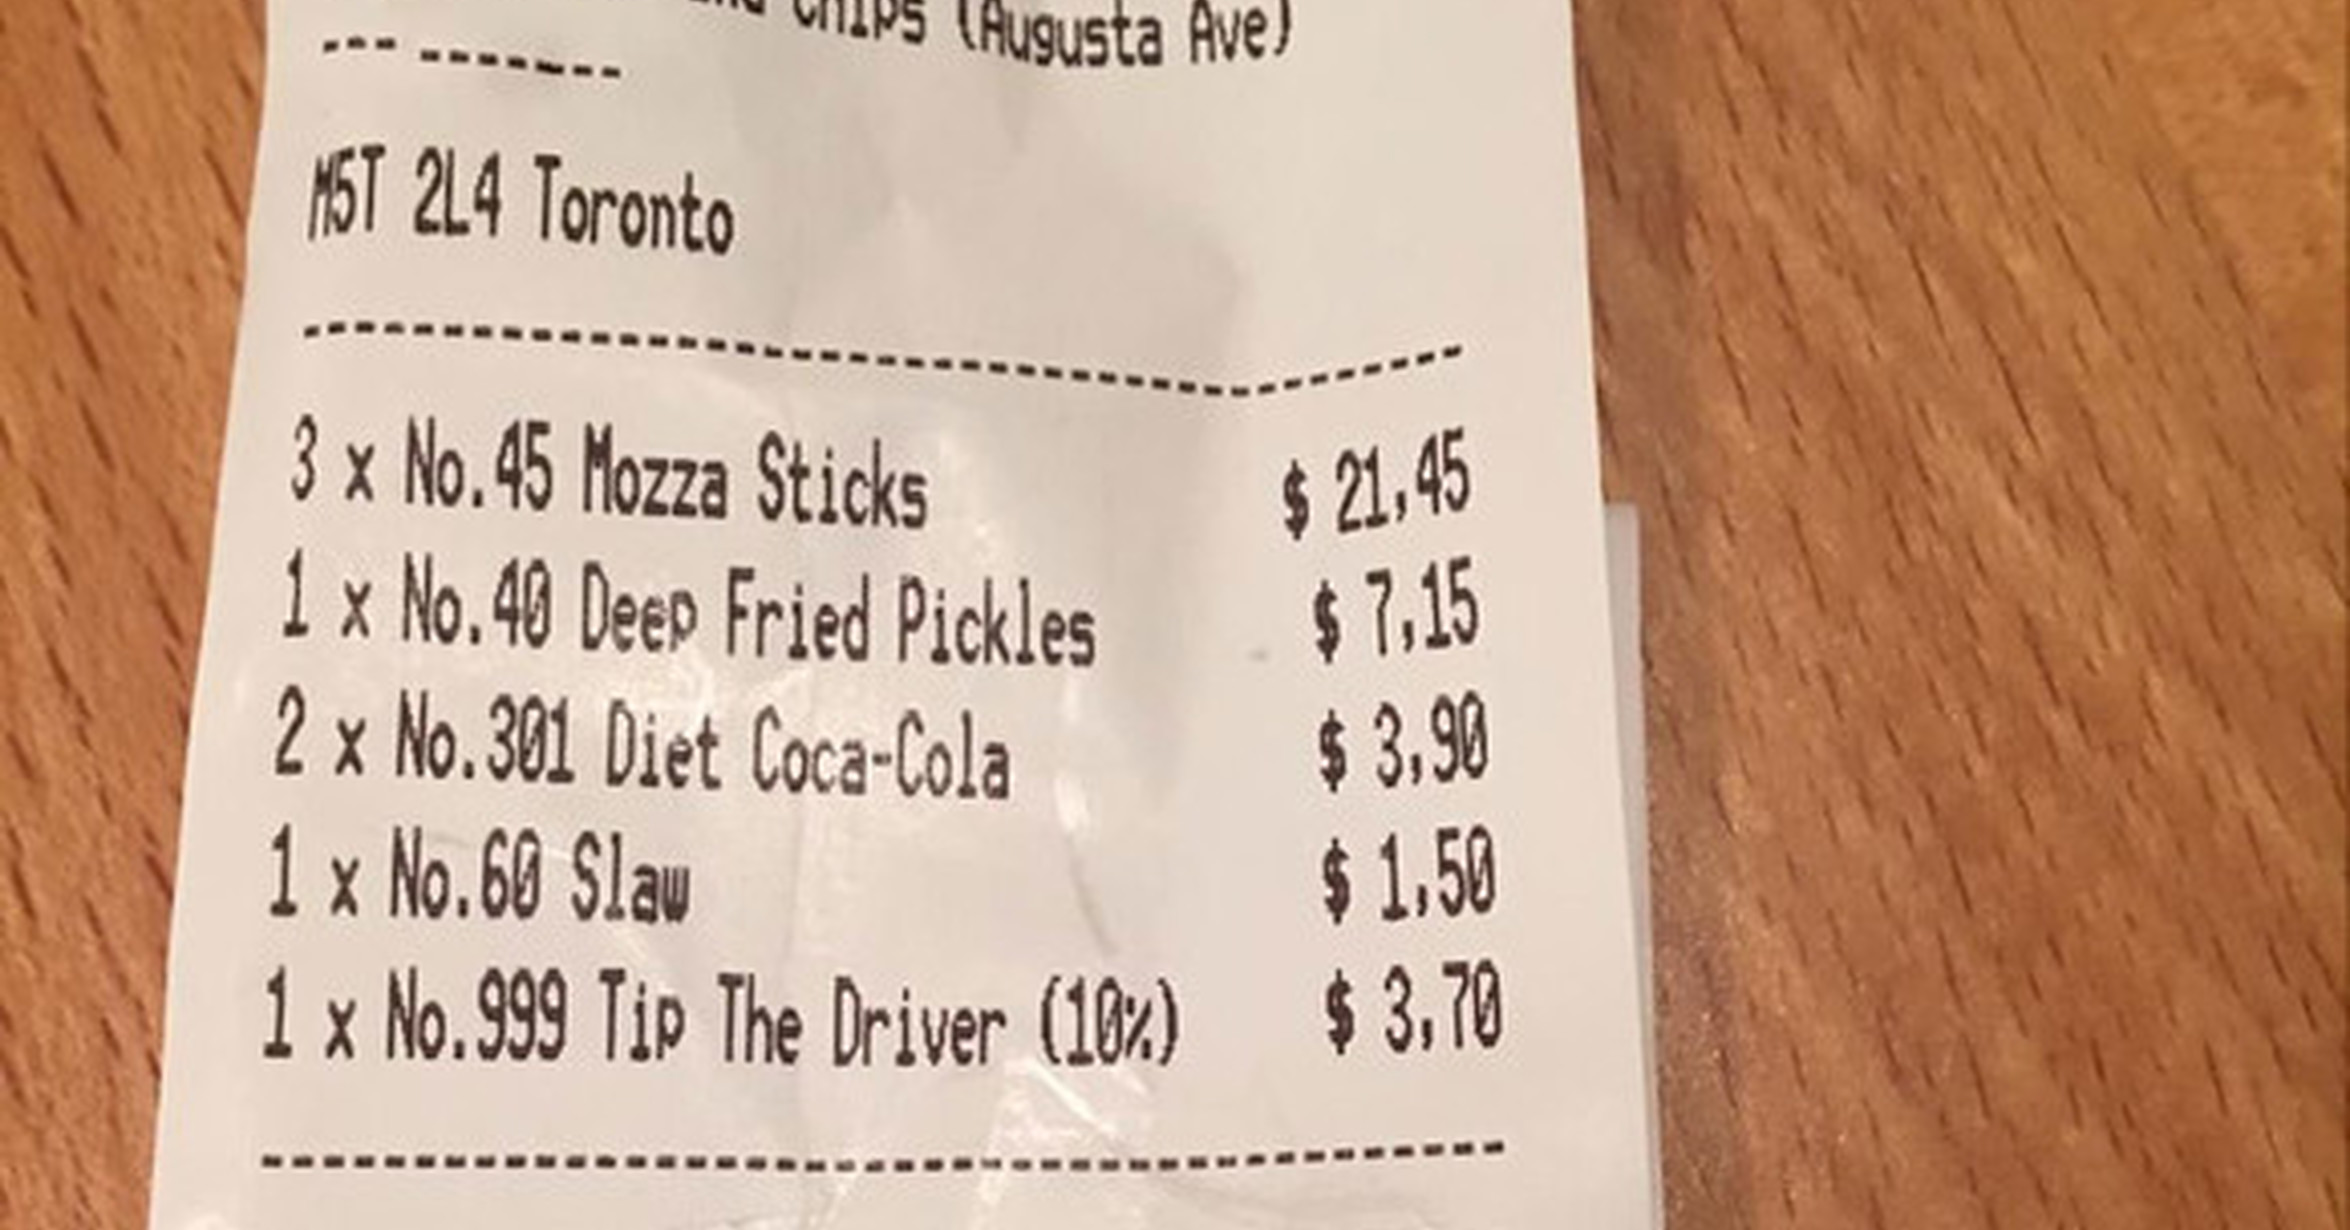 Chips (Augusta Ave)
--- -------
M5T 2L4 Toronto
----------------------------------------
3 x No.45 Mozza Sticks $ 21,45
1 x No.40 Deep Fried Pickles $ 7,15
2 x No.301 Diet Coca-Cola $ 3,90
1 x No.60 Slaw $ 1,50
1 x No.999 Tip The Driver (10%) $ 3,70
----------------------------------------